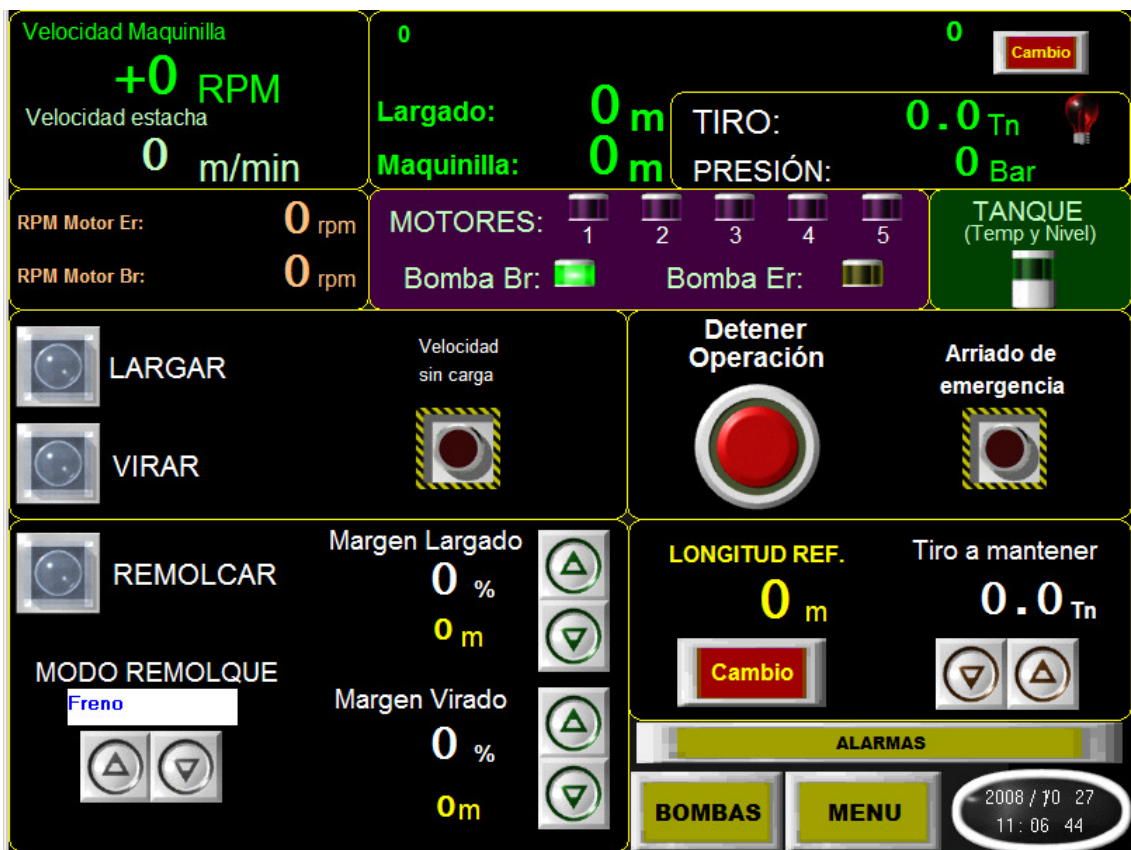 Velocidad Maquinilla
+0 RPM
Velocidad estacha
0 m/min
0
0
Cambio
Largado: 0 m
Maquinilla: 0 m
TIRO: 0.0 Tn
PRESIÓN: 0 Bar
RPM Motor Er: 0 rpm
RPM Motor Br: 0 rpm
MOTORES:
1 2 3 4 5
Bomba Br: Bomba Er:
TANQUE
(Temp y Nivel)
LARGAR
VIRAR
Velocidad
sin carga
Detener
Operación
Arriado de
emergencia
REMOLCAR
MODO REMOLQUE
Freno
Margen Largado
0 %
0 m
Margen Virado
0 %
0 m
LONGITUD REF.
0 m
Cambio
Tiro a mantener
0.0 Tn
ALARMAS
BOMBAS
MENU
2008 / 10 27
11: 06 44